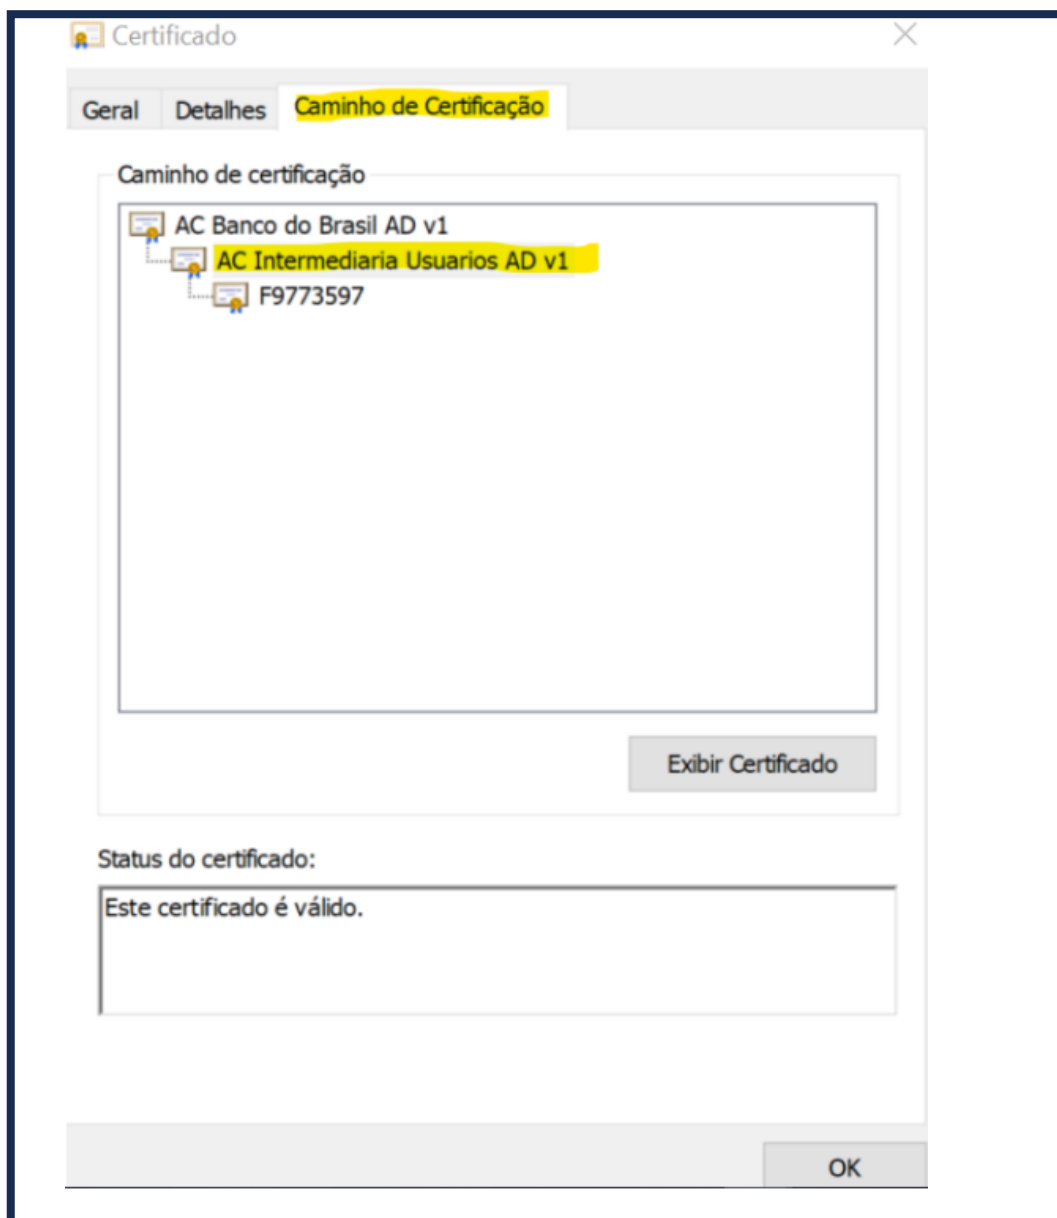 Certificado
Geral Detalhes Caminho de Certificação
Caminho de certificação
AC Banco do Brasil AD v1
AC Intermediaria Usuarios AD v1
F9773597
Exibir Certificado
Status do certificado:
Este certificado é válido.
OK